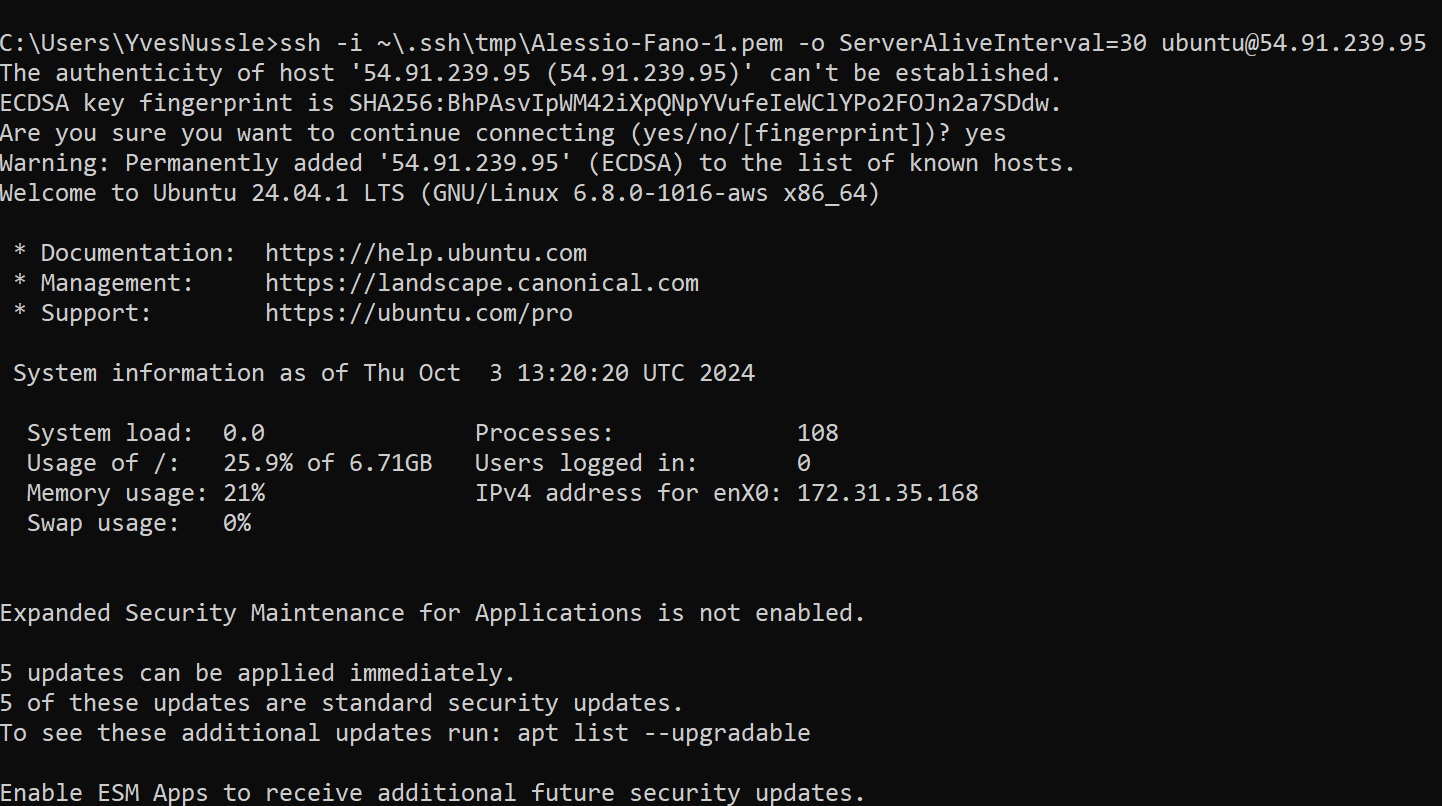 C:\Users\YvesNussle>ssh -i ~\.ssh\tmp\Alessio-Fano-1.pem -o ServerAliveInterval=30 ubuntu@54.91.239.95
The authenticity of host '54.91.239.95 (54.91.239.95)' can't be established.
ECDSA key fingerprint is SHA256:BhPAsvIpWM42iXpQNpYVufeIeWClYPo2FOJn2a7SDdw.
Are you sure you want to continue connecting (yes/no/[fingerprint])? yes
Warning: Permanently added '54.91.239.95' (ECDSA) to the list of known hosts.
Welcome to Ubuntu 24.04.1 LTS (GNU/Linux 6.8.0-1016-aws x86_64)

 * Documentation:  https://help.ubuntu.com
 * Management:     https://landscape.canonical.com
 * Support:        https://ubuntu.com/pro

 System information as of Thu Oct  3 13:20:20 UTC 2024

  System load:  0.0               Processes:             108
  Usage of /:   25.9% of 6.71GB   Users logged in:       0
  Memory usage: 21%               IPv4 address for enX0: 172.31.35.168
  Swap usage:   0%

Expanded Security Maintenance for Applications is not enabled.

5 updates can be applied immediately.
5 of these updates are standard security updates.
To see these additional updates run: apt list --upgradable

Enable ESM Apps to receive additional future security updates.